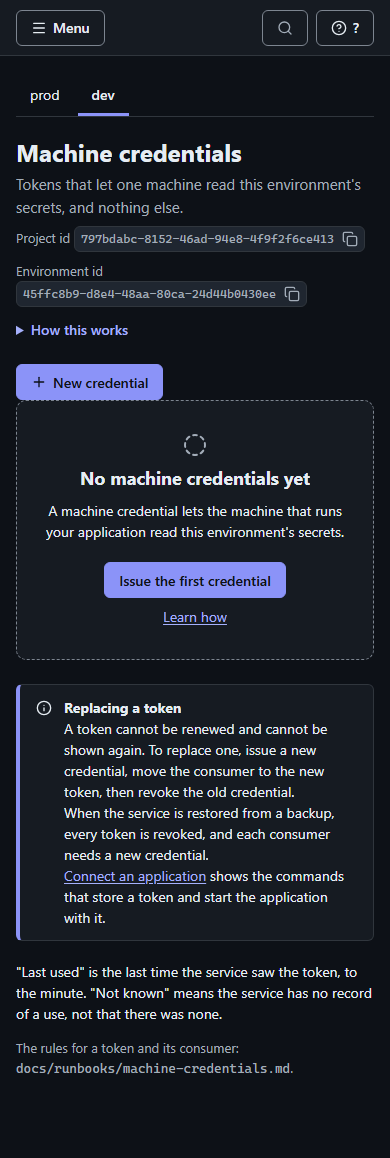 Menu
?
prod dev
Machine credentials
Tokens that let one machine read this environment's
secrets, and nothing else.
Project id 797bdabc-8152-46ad-94e8-4f9f2f6ce413
Environment id
45ffc8b9-d8e4-48aa-80ca-24d44b0430ee
How this works
New credential
No machine credentials yet
A machine credential lets the machine that runs
your application read this environment's secrets.
Issue the first credential
Learn how
Replacing a token
A token cannot be renewed and cannot be
shown again. To replace one, issue a new
credential, move the consumer to the new
token, then revoke the old credential.
When the service is restored from a backup,
every token is revoked, and each consumer
needs a new credential.
Connect an application shows the commands
that store a token and start the application
with it.
"Last used" is the last time the service saw the token, to
the minute. "Not known" means the service has no record
of a use, not that there was none.
The rules for a token and its consumer:
docs/runbooks/machine-credentials.md.